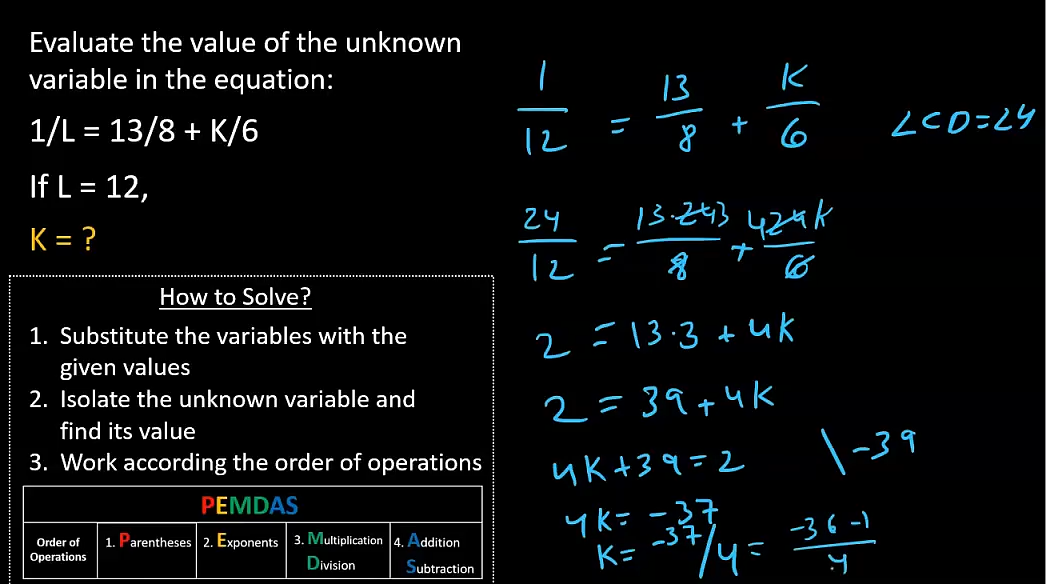 Evaluate the value of the unknown
variable in the equation:
1/L = 13/8 + K/6
If L = 12,
K = ?
How to Solve?
1. Substitute the variables with the
given values
2. Isolate the unknown variable and
find its value
3. Work according the order of operations
PEMDAS
Order of Operations 1. Parentheses 2. Exponents 3. Multiplication Division 4. Addition Subtraction
1/12 = 13/8 + K/6 LCD=24
24/12 = 13·24 3/8 + 4 24K/6
2 = 13·3 + 4K
2 = 39 + 4K
4K+39=2 \-39
4K= -37
K= -37/4 = -36-1/4